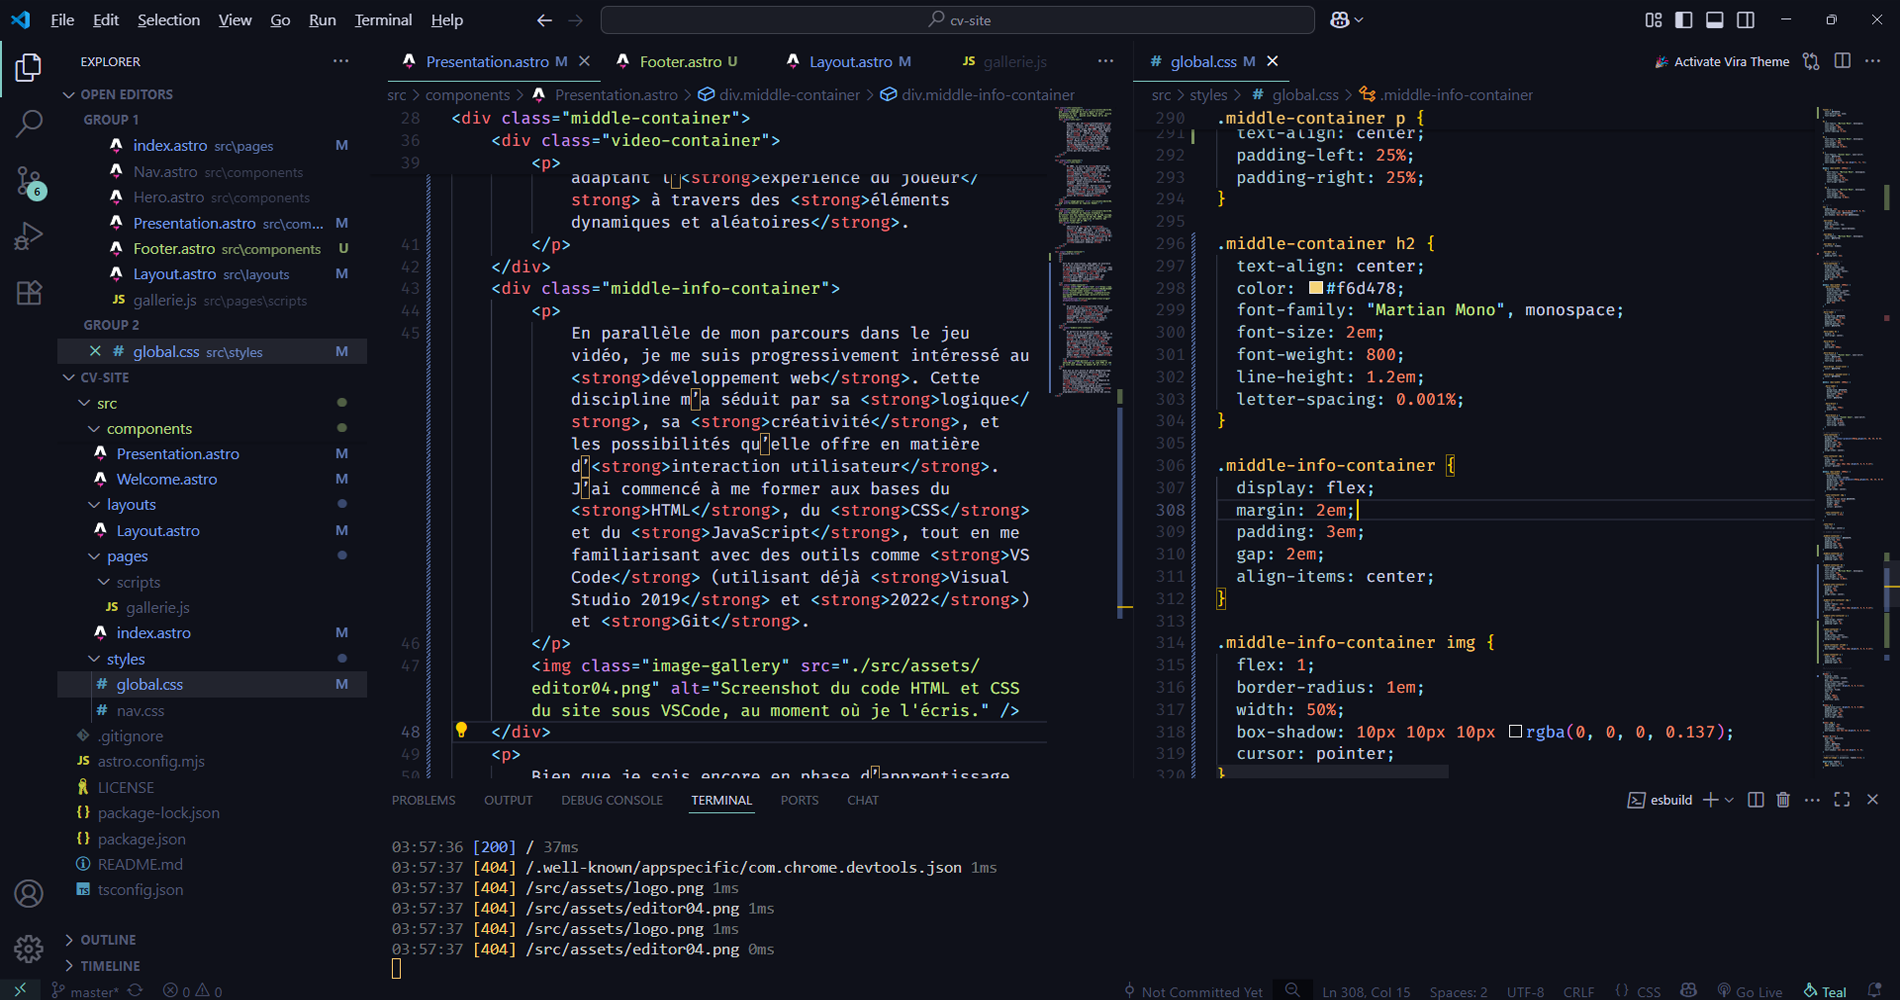 File Edit Selection View Go Run Terminal Help
cv-site
EXPLORER
OPEN EDITORS
GROUP 1
index.astro src\pages M
Nav.astro src\components
Hero.astro src\components
Presentation.astro src\com... M
Footer.astro src\components U
Layout.astro src\layouts M
JS gallerie.js src\pages\scripts
GROUP 2
# global.css src\styles M
CV-SITE
src
components
Presentation.astro
Welcome.astro
layouts
Layout.astro
pages
scripts
JS gallerie.js
index.astro M
styles
# global.css M
# nav.css
.gitignore
JS astro.config.mjs
LICENSE
{} package-lock.json
{} package.json
README.md
TS tsconfig.json
OUTLINE
TIMELINE
6
Presentation.astro M
Footer.astro U
Layout.astro M
JS gallerie.js
src > components > Presentation.astro > div.middle-container > div.middle-info-container
28 <div class="middle-container">
36 <div class="video-container">
39 <p>
adaptant l’<strong>expérience du joueur</
strong> à travers des <strong>éléments
dynamiques et aléatoires</strong>.
41 </p>
42 </div>
43 <div class="middle-info-container">
44 <p>
45 En parallèle de mon parcours dans le jeu
vidéo, je me suis progressivement intéressé au
<strong>développement web</strong>. Cette
discipline m’a séduit par sa <strong>logique</
strong>, sa <strong>créativité</strong>, et
les possibilités qu’elle offre en matière
d’<strong>interaction utilisateur</strong>.
J’ai commencé à me former aux bases du
<strong>HTML</strong>, du <strong>CSS</strong>
et du <strong>JavaScript</strong>, tout en me
familiarisant avec des outils comme <strong>VS
Code</strong> (utilisant déjà <strong>Visual
Studio 2019</strong> et <strong>2022</strong>)
et <strong>Git</strong>.
46 </p>
47 <img class="image-gallery" src="./src/assets/
editor04.png" alt="Screenshot du code HTML et CSS
du site sous VSCode, au moment où je l'écris." />
48 </div>
49 <p>
50 Bien que je sois encore en phase d’apprentissage
# global.css M
Activate Vira Theme
src > styles > # global.css > .middle-info-container
290 .middle-container p {
291 text-align: center;
292 padding-left: 25%;
293 padding-right: 25%;
294 }
295
296 .middle-container h2 {
297 text-align: center;
298 color: #f6d478;
299 font-family: "Martian Mono", monospace;
300 font-size: 2em;
301 font-weight: 800;
302 line-height: 1.2em;
303 letter-spacing: 0.001%;
304 }
305
306 .middle-info-container {
307 display: flex;
308 margin: 2em;
309 padding: 3em;
310 gap: 2em;
311 align-items: center;
312 }
313
314 .middle-info-container img {
315 flex: 1;
316 border-radius: 1em;
317 width: 50%;
318 box-shadow: 10px 10px 10px rgba(0, 0, 0, 0.137);
319 cursor: pointer;
320 }
PROBLEMS OUTPUT DEBUG CONSOLE TERMINAL PORTS CHAT
esbuild
03:57:36 [200] / 37ms
03:57:37 [404] /.well-known/appspecific/com.chrome.devtools.json 1ms
03:57:37 [404] /src/assets/logo.png 1ms
03:57:37 [404] /src/assets/editor04.png 1ms
03:57:37 [404] /src/assets/logo.png 1ms
03:57:37 [404] /src/assets/editor04.png 0ms
master* 0 0
Not Committed Yet Ln 308, Col 15 Spaces: 2 UTF-8 CRLF {} CSS Go Live Teal